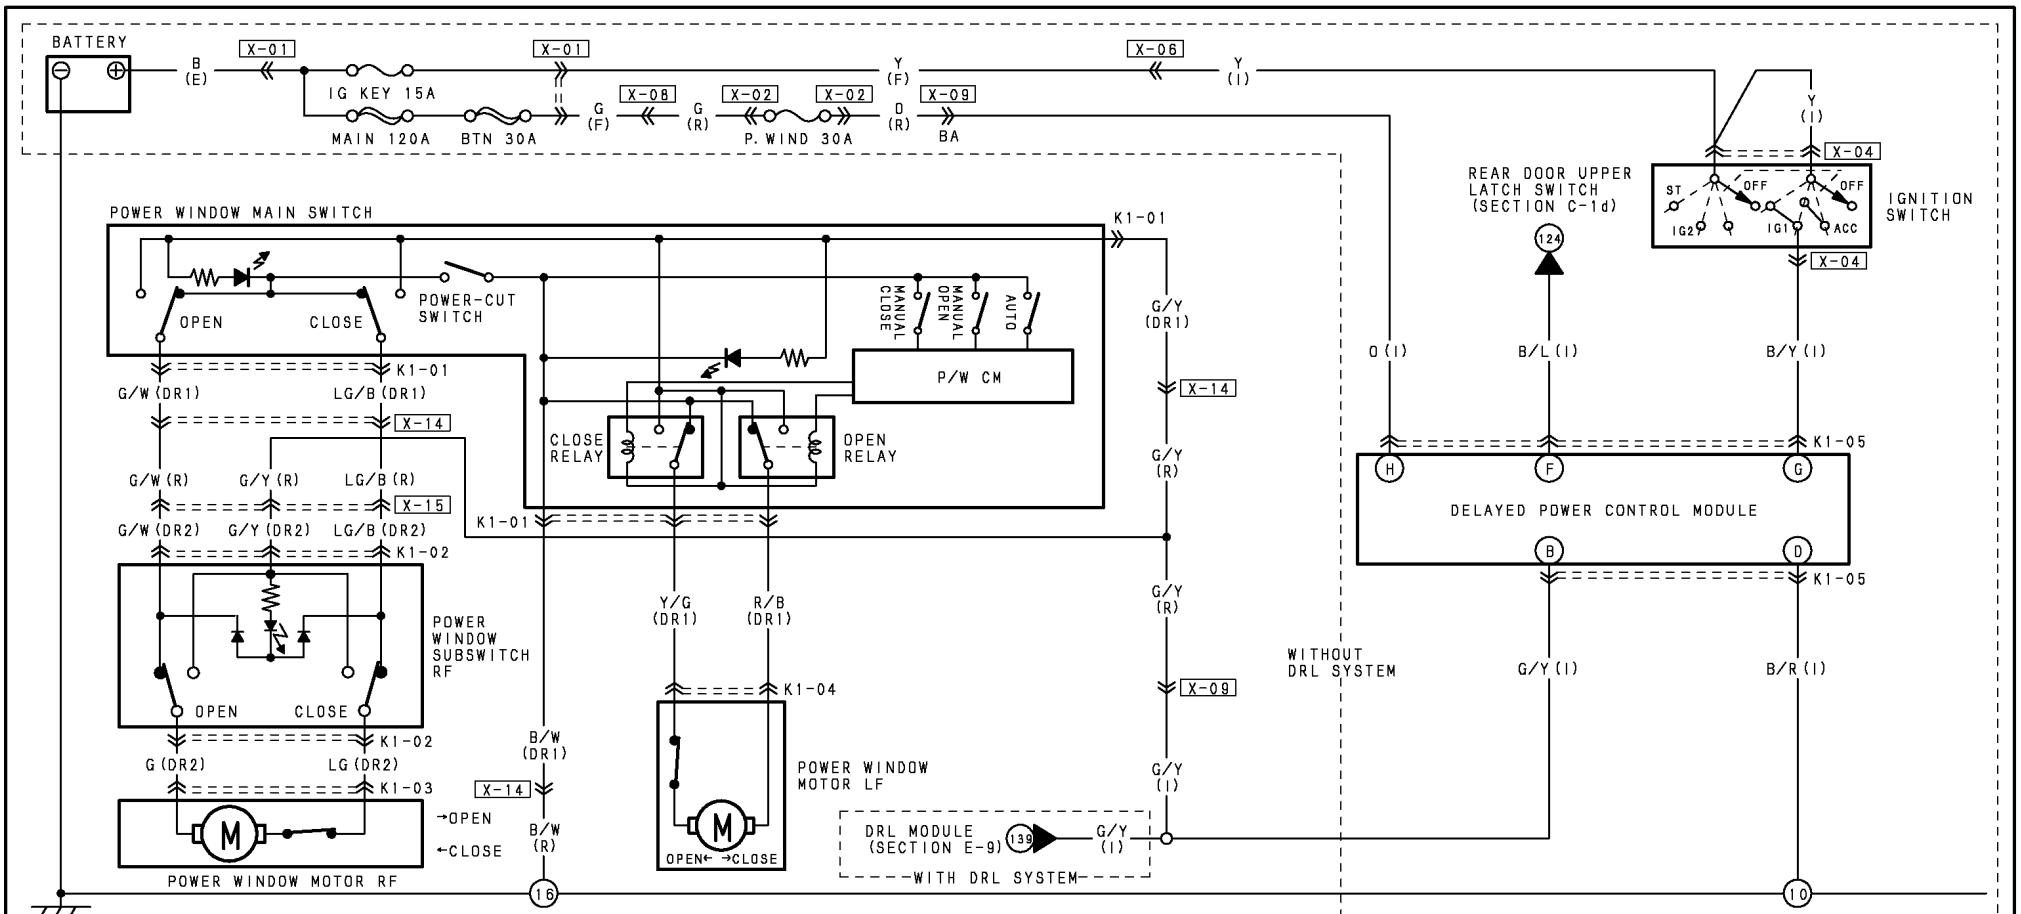 BATTERY
B
(E)
X-01
IG KEY 15A
X-01
Y
(F)
X-06
Y
(I)
MAIN 120A
BTN 30A
G
(F)
X-08
G
(R)
X-02
P. WIND 30A
X-02
O
(R)
X-09
BA
Y
(I)
X-04
REAR DOOR UPPER
LATCH SWITCH
(SECTION C-1d)
124
ST
OFF
OFF
IG2
IG1
ACC
IGNITION
SWITCH
X-04
POWER WINDOW MAIN SWITCH
K1-01
OPEN
CLOSE
POWER-CUT
SWITCH
MANUAL
CLOSE
MANUAL
OPEN
AUTO
P/W CM
CLOSE
RELAY
OPEN
RELAY
G/Y
(DR1)
X-14
G/Y
(R)
O (I)
B/L (I)
B/Y (I)
K1-01
G/W (DR1)
LG/B (DR1)
X-14
G/W (R)
G/Y (R)
LG/B (R)
X-15
G/W (DR2)
G/Y (DR2)
LG/B (DR2)
K1-02
K1-01
K1-05
H
F
G
DELAYED POWER CONTROL MODULE
B
D
K1-05
POWER
WINDOW
SUBSWITCH
RF
OPEN
CLOSE
K1-02
G (DR2)
LG (DR2)
K1-03
M
→OPEN
←CLOSE
POWER WINDOW MOTOR RF
Y/G
(DR1)
R/B
(DR1)
G/Y
(R)
K1-04
X-09
B/W
(DR1)
X-14
B/W
(R)
16
POWER WINDOW
MOTOR LF
M
OPEN← →CLOSE
G/Y
(I)
DRL MODULE
(SECTION E-9)
139
G/Y
(I)
WITH DRL SYSTEM
WITHOUT
DRL SYSTEM
G/Y (I)
B/R (I)
10